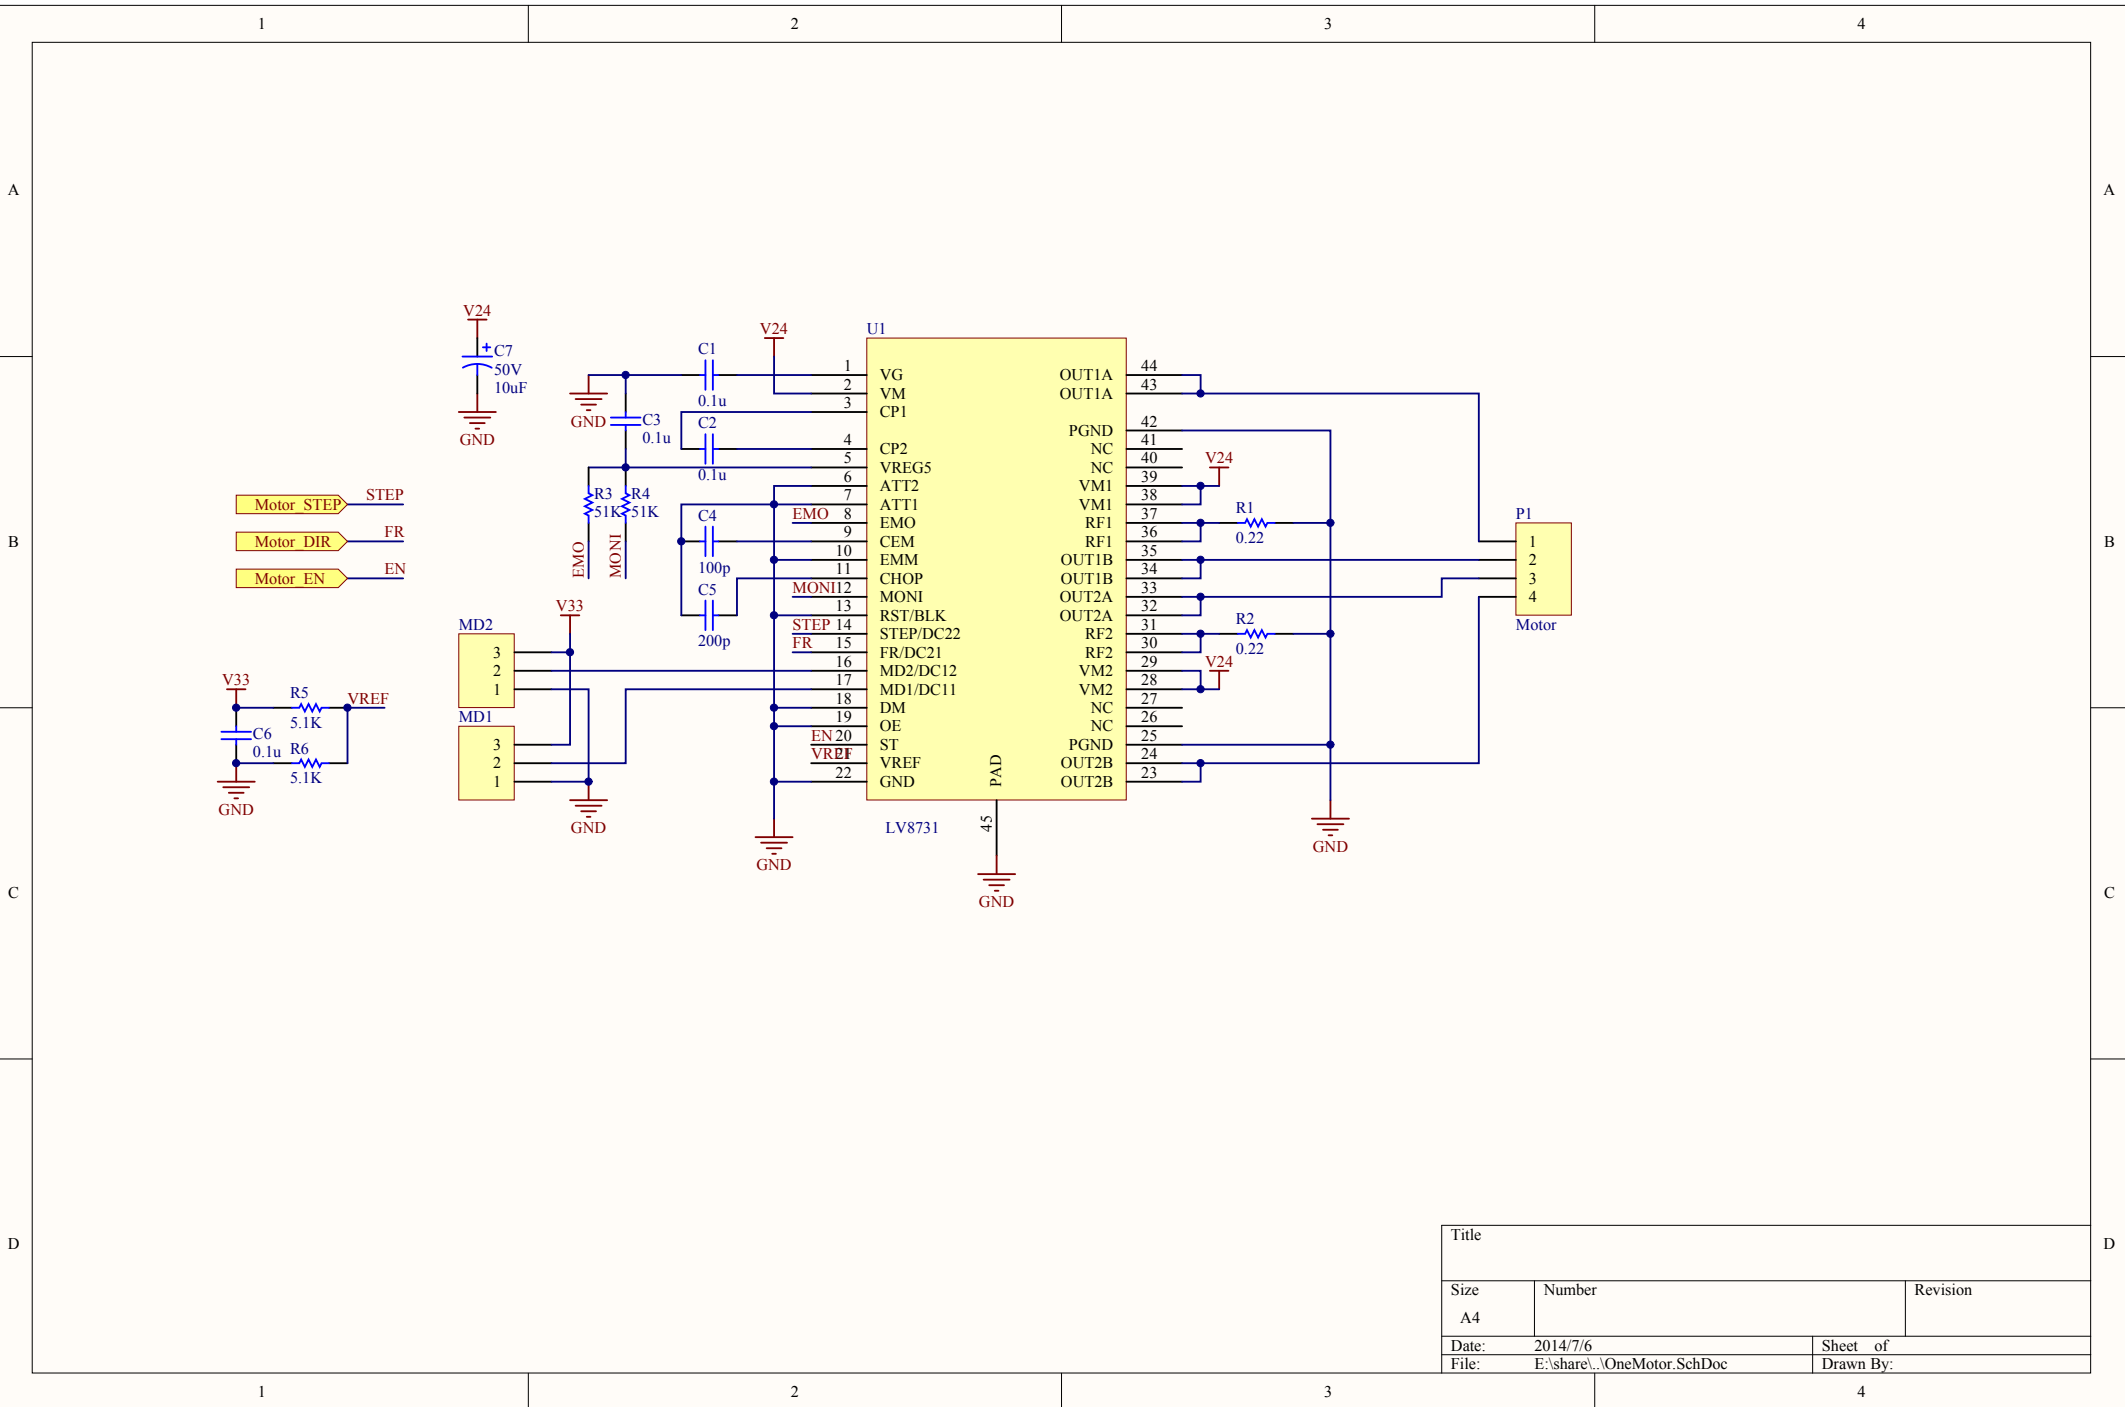 1 2 3 4
A A
B B
C C
D D
V24
C7
50V
10uF
GND
Motor_STEP STEP
Motor_DIR FR
Motor_EN EN
V33
R5
5.1K
VREF
C6
0.1u
R6
5.1K
GND
GND
C1
0.1u
C3
0.1u
C2
0.1u
R3
51K
R4
51K
EMO
MONI
C4
100p
C5
200p
V33
MD2
3
2
1
MD1
3
2
1
GND
V24
GND
U1
1 VG
2 VM
3 CP1
4 CP2
5 VREG5
6 ATT2
7 ATT1
EMO 8 EMO
9 CEM
10 EMM
11 CHOP
MONI 12 MONI
13 RST/BLK
STEP 14 STEP/DC22
FR 15 FR/DC21
16 MD2/DC12
17 MD1/DC11
18 DM
19 OE
EN 20 ST
VREF 21 VREF
22 GND
OUT1A 44
OUT1A 43
PGND 42
NC 41
NC 40
VM1 39
VM1 38
RF1 37
RF1 36
OUT1B 35
OUT1B 34
OUT2A 33
OUT2A 32
RF2 31
RF2 30
VM2 29
VM2 28
NC 27
NC 26
PGND 25
OUT2B 24
OUT2B 23
PAD
45
LV8731
GND
V24
R1
0.22
R2
0.22
V24
GND
P1
1
2
3
4
Motor
Title
Size Number Revision
A4
Date: 2014/7/6 Sheet of
File: E:\share\..\OneMotor.SchDoc Drawn By:
1 2 3 4